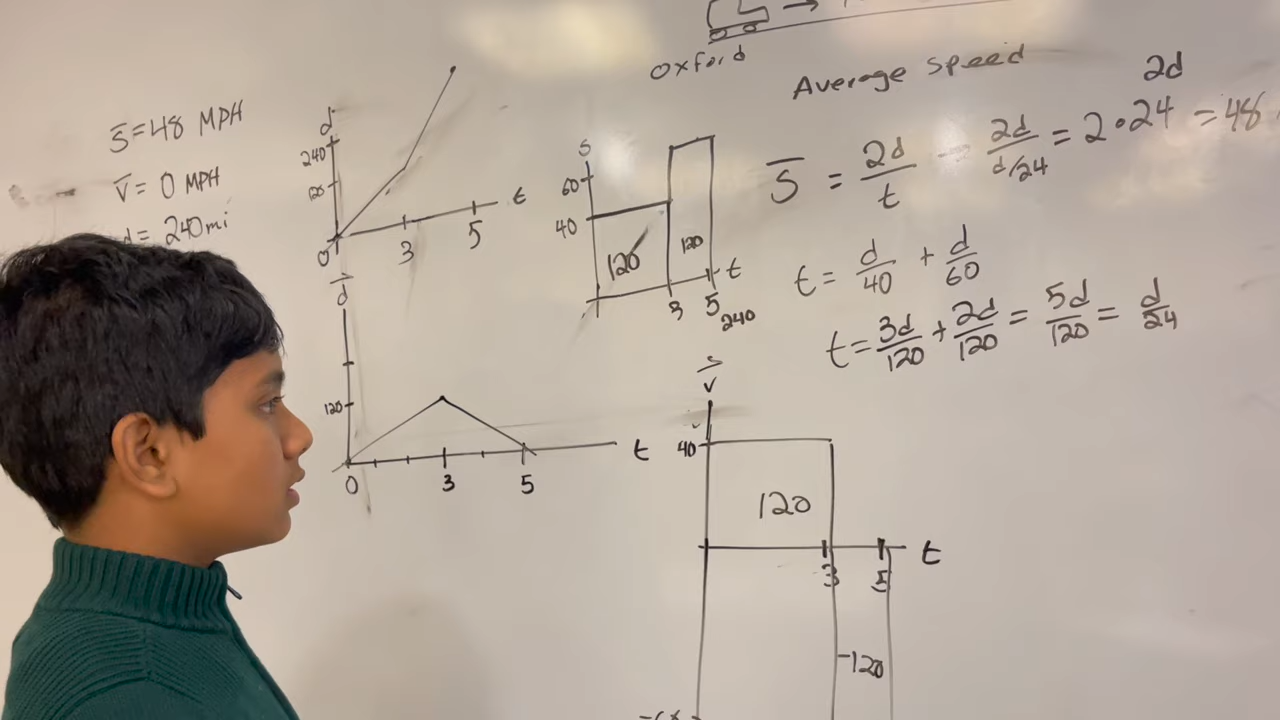 Oxford
Average Speed
S̅ = 48 MPH
V̅ = 0 MPH
d = 240 mi
d
240
120
0
3
5
t
S
60
40
120
120
3
5
t
240
2d
S̅ = 2d/t = 2d/(d/24) = 2•24 = 48
t = d/40 + d/60
t = 3d/120 + 2d/120 = 5d/120 = d/24
d⃗
120
0
3
5
t
v⃗
40
120
3
5
t
-120